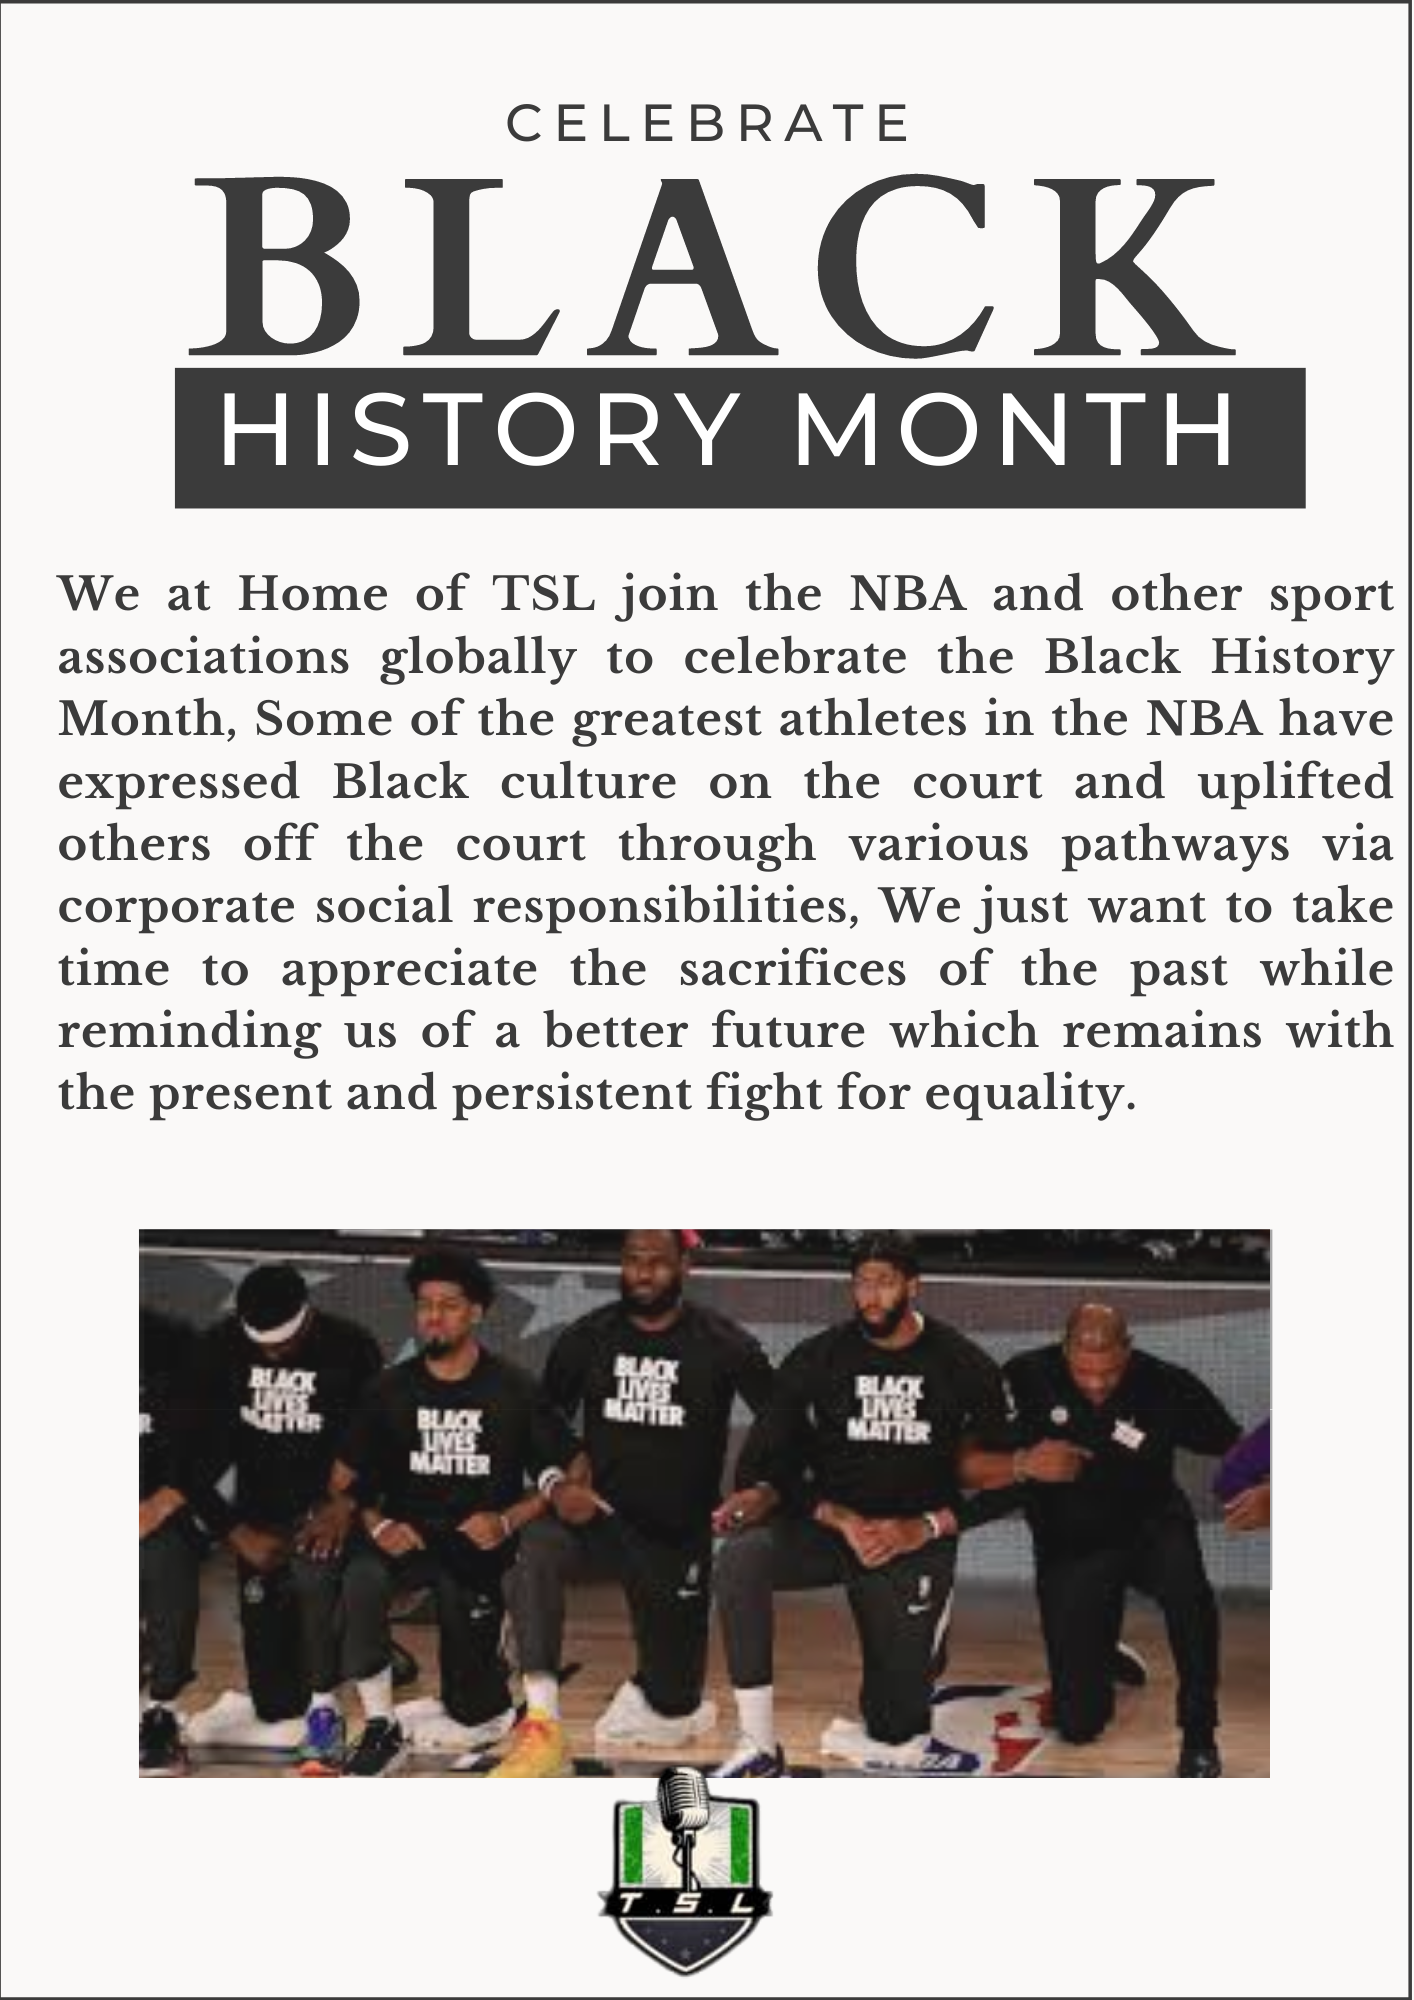 CELEBRATE
BLACK
HISTORY MONTH
We at Home of TSL join the NBA and other sport
associations globally to celebrate the Black History
Month, Some of the greatest athletes in the NBA have
expressed Black culture on the court and uplifted
others off the court through various pathways via
corporate social responsibilities, We just want to take
time to appreciate the sacrifices of the past while
reminding us of a better future which remains with
the present and persistent fight for equality.
BLACK
LIVES
MATTER
BLACK
LIVES
MATTER
BLACK
LIVES
MATTER
BLACK
LIVES
MATTER
T.S.L